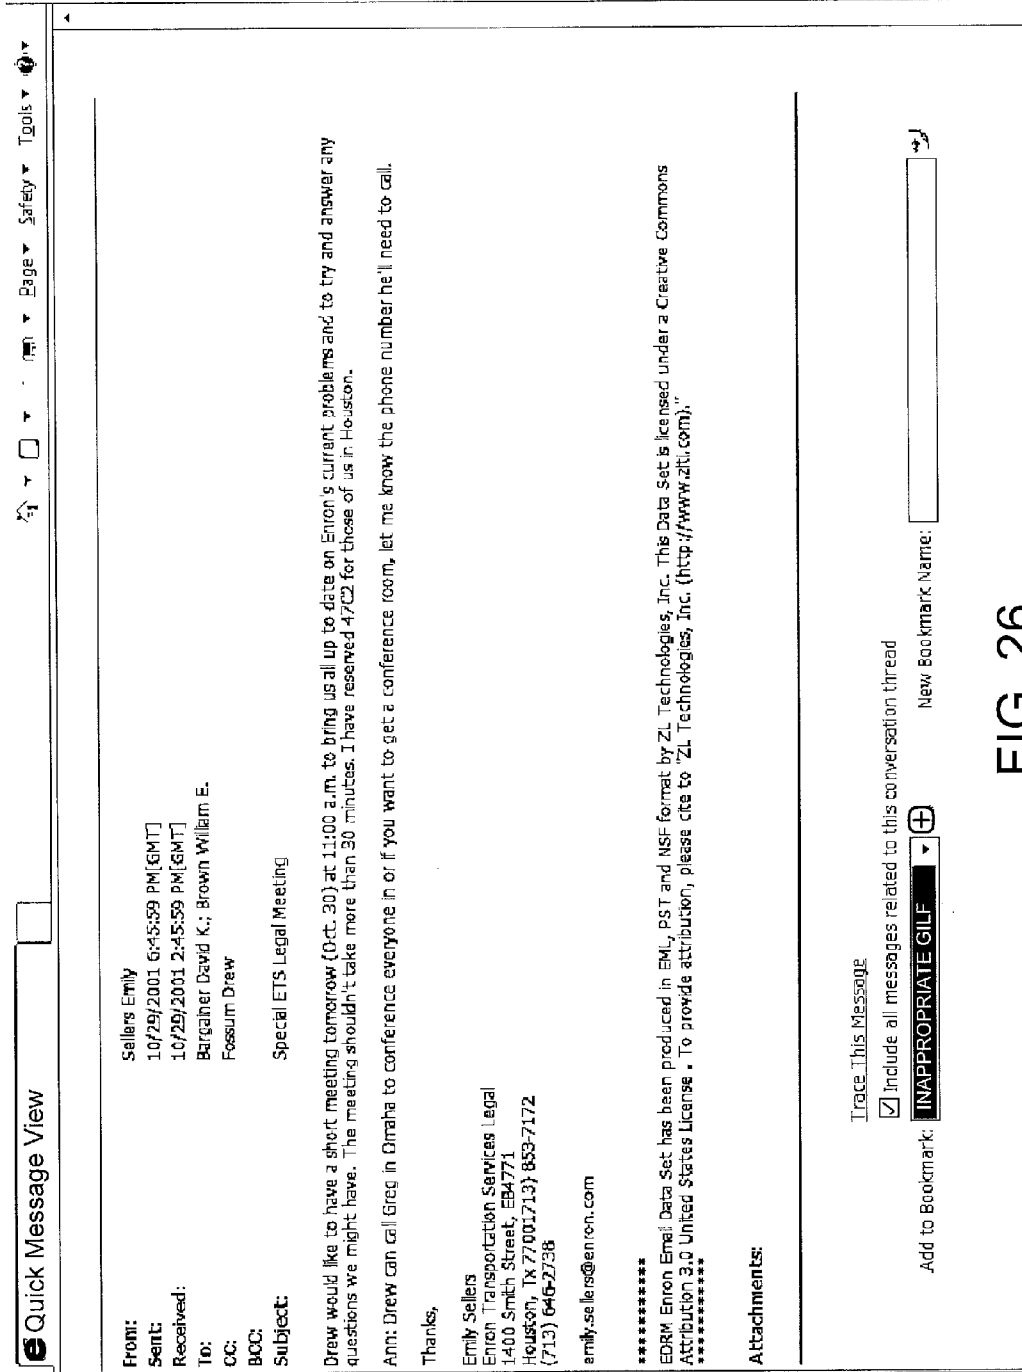 Quick Message View
Page Safety Tools
From: Sellers Emily
Sent: 10/29/2001 6:45:59 PM[GMT]
Received: 10/29/2001 2:45:59 PM[GMT]
To: Bargainer David K.; Brown William E.
CC: Fossum Drew
BCC:
Subject: Special ETS Legal Meeting
Drew would like to have a short meeting tomorrow (Oct. 30) at 11:00 a.m. to bring us all up to date on Enron's current problems and to try and answer any
questions we might have. The meeting shouldn't take more than 30 minutes. I have reserved 47C2 for those of us in Houston.
Ann: Drew can call Greg in Omaha to conference everyone in or if you want to get a conference room, let me know the phone number he'll need to call.
Thanks,
Emily Sellers
Enron Transportation Services Legal
1400 Smith Street, EB4771
Houston, Tx 77001713) 853-7172
(713) 646-2738
emily.sellers@enron.com
***********
EDRM Enron Email Data Set has been produced in EML, PST and NSF format by ZL Technologies, Inc. This Data Set is licensed under a Creative Commons
Attribution 3.0 United States License . To provide attribution, please cite to "ZL Technologies, Inc. (http://www.zlti.com)."
***********
Attachments:
Trace This Message
Include all messages related to this conversation thread
Add to Bookmark: INAPPROPRIATE GILF New Bookmark Name:
FIG. 26